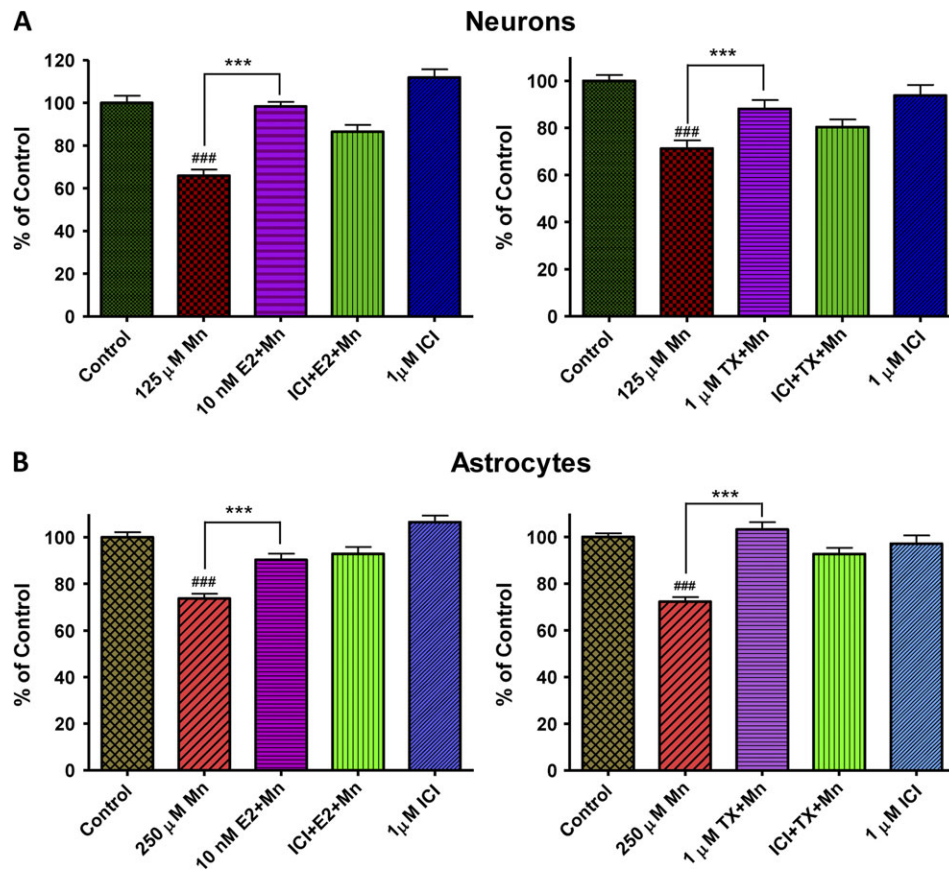 A
Neurons
% of Control
120
100
80
60
40
20
0
***
###
Control
125 μM Mn
10 nM E2+Mn
ICI+E2+Mn
1μM ICI
% of Control
100
80
60
40
20
0
***
###
Control
125 μM Mn
1 μM TX+Mn
ICI+TX+Mn
1 μM ICI
B
Astrocytes
% of Control
100
80
60
40
20
0
***
###
Control
250 μM Mn
10 nM E2+Mn
ICI+E2+Mn
1μM ICI
% of Control
100
80
60
40
20
0
***
###
Control
250 μM Mn
1 μM TX+Mn
ICI+TX+Mn
1 μM ICI